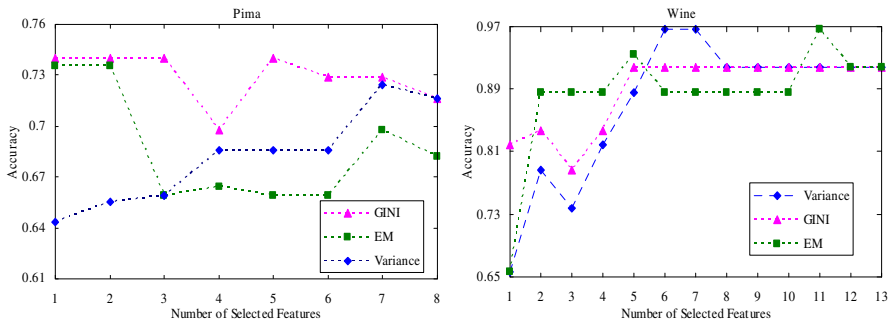 Pima
0.76
0.73
0.7
0.67
0.64
0.61
Accuracy
1 2 3 4 5 6 7 8
Number of Selected Features
GINI
EM
Variance
Wine
0.97
0.89
0.81
0.73
0.65
Accuracy
1 2 3 4 5 6 7 8 9 10 11 12 13
Number of Selected Features
Variance
GINI
EM